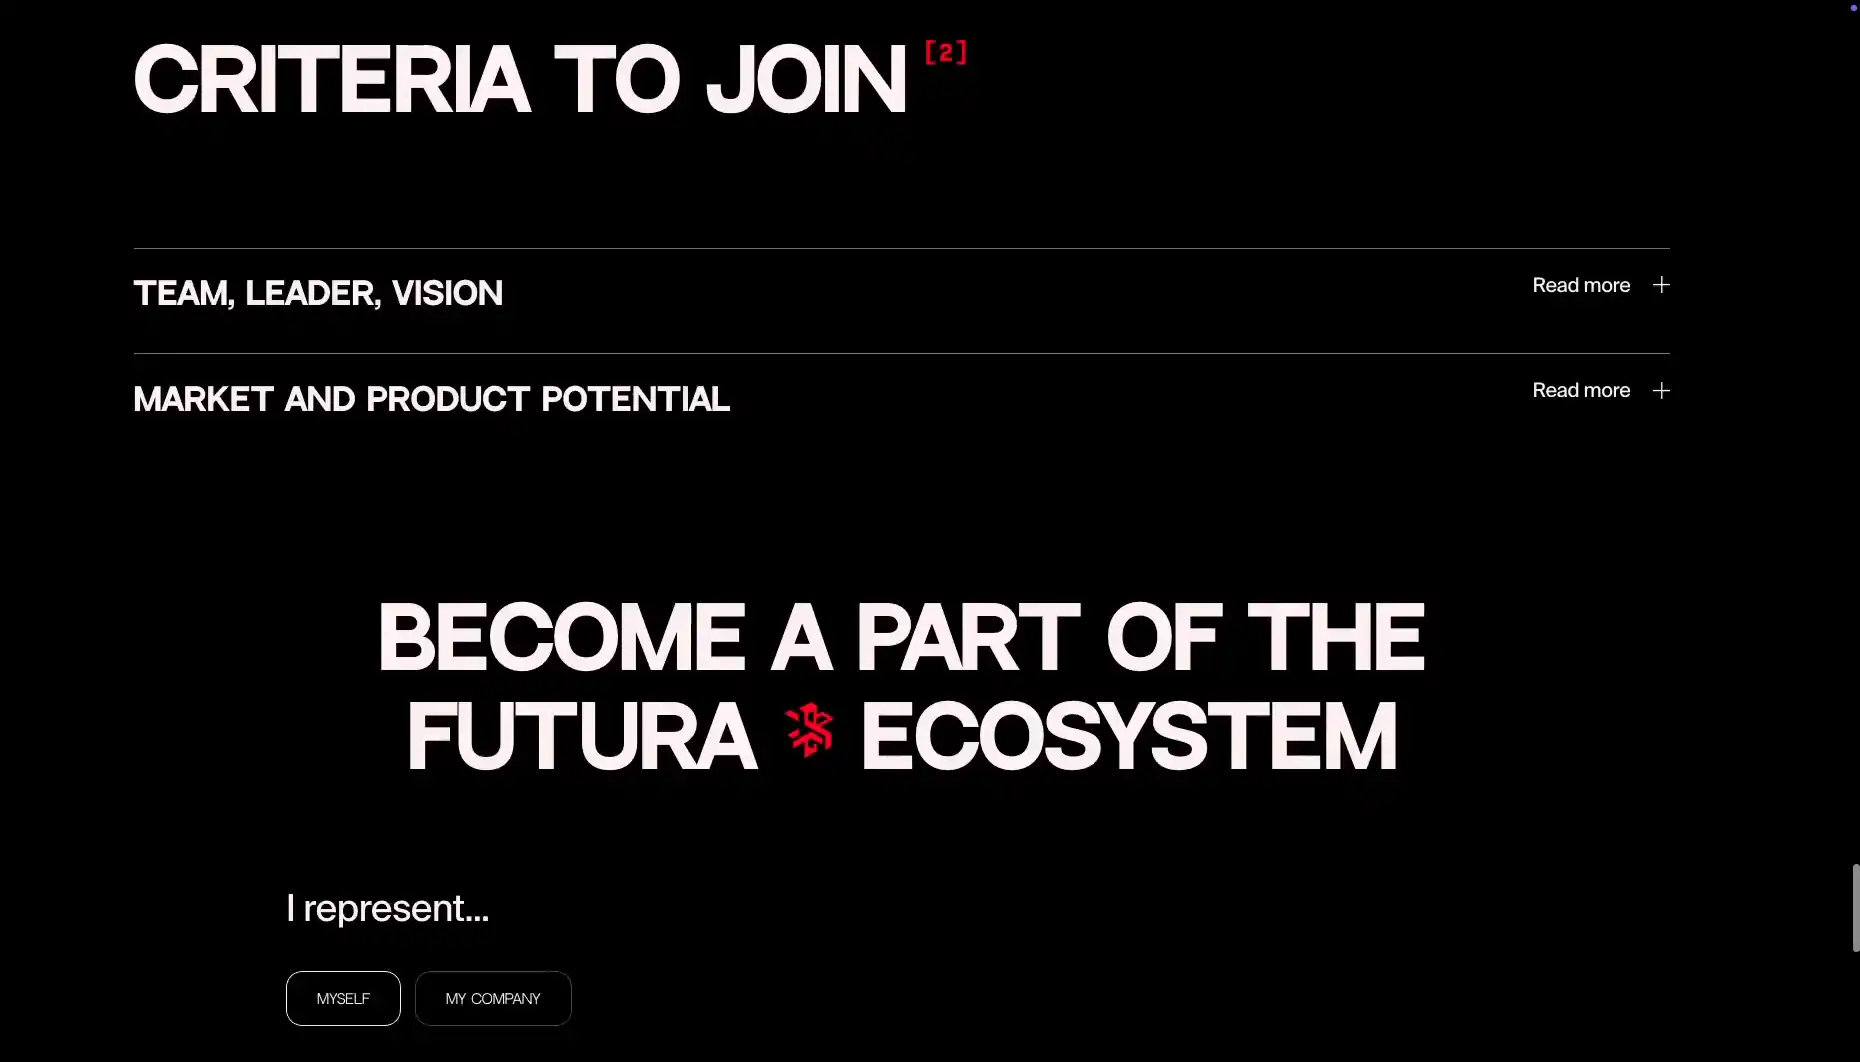 CRITERIA TO JOIN [2]
TEAM, LEADER, VISION
Read more
MARKET AND PRODUCT POTENTIAL
Read more
BECOME A PART OF THE
FUTURA ECOSYSTEM
I represent...
MYSELF
MY COMPANY